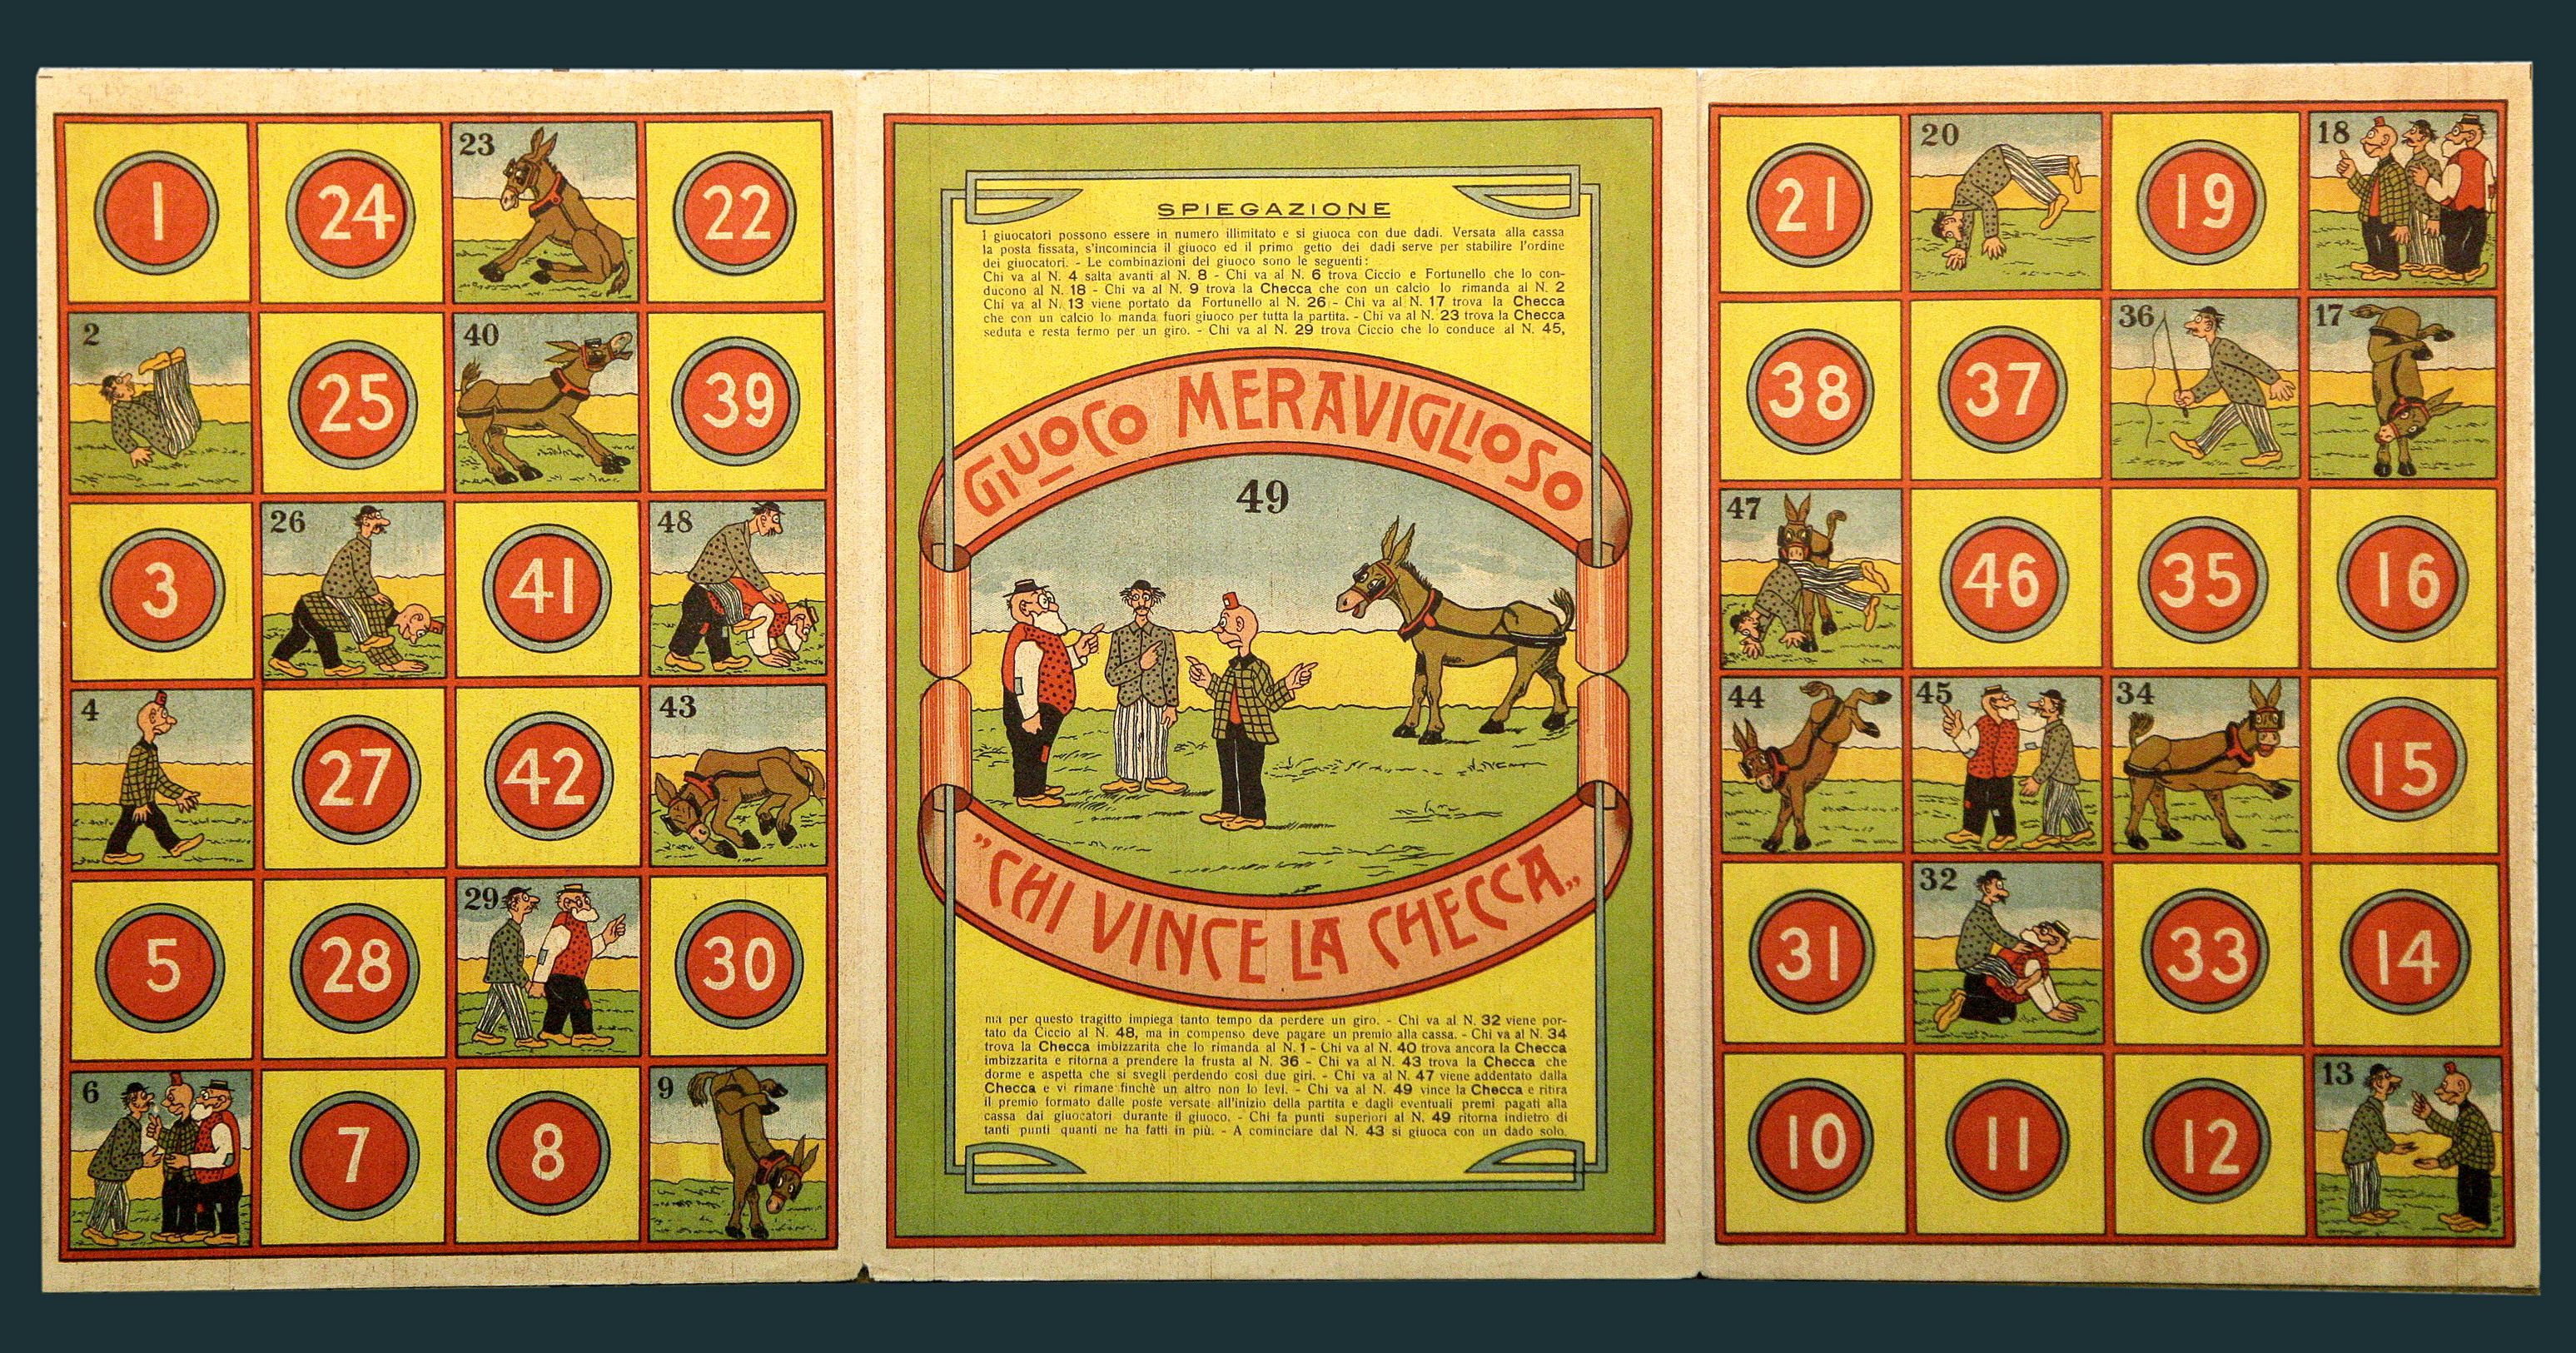 1 24 23 22
2 25 40 39
3 26 41 48
4 27 42 43
5 28 29 30
6 7 8 9
SPIEGAZIONE
I giuocatori possono essere in numero illimitato e si giuoca con due dadi. Versata alla cassa
la posta fissata, s'incomincia il giuoco ed il primo getto dei dadi serve per stabilire l'ordine
dei giuocatori. - Le combinazioni del giuoco sono le seguenti:
Chi va al N. 4 salta avanti al N. 8 - Chi va al N. 6 trova Ciccio e Fortunello che lo con-
ducono al N. 18 - Chi va al N. 9 trova la Checca che con un calcio lo rimanda al N. 2
Chi va al N. 13 viene portato da Fortunello al N. 26 - Chi va al N. 17 trova la Checca
che con un calcio lo manda fuori giuoco per tutta la partita. - Chi va al N. 23 trova la Checca
seduta e resta fermo per un giro. - Chi va al N. 29 trova Ciccio che lo conduce al N. 45,
GIUOCO MERAVIGLIOSO
49
"CHI VINCE LA CHECCA„
ma per questo tragitto impiega tanto tempo da perdere un giro. - Chi va al N. 32 viene por-
tato da Ciccio al N. 48, ma in compenso deve pagare un premio alla cassa. - Chi va al N. 34
trova la Checca imbizzarita che lo rimanda al N. 1 - Chi va al N. 40 trova ancora la Checca
imbizzarita e ritorna a prendere la frusta al N. 36 - Chi va al N. 43 trova la Checca che
dorme e aspetta che si svegli perdendo così due giri. - Chi va al N. 47 viene addentato dalla
Checca e vi rimane finchè un altro non lo levi. - Chi va al N. 49 vince la Checca e ritira
il premio formato dalle poste versate all'inizio della partita e dagli eventuali premi pagati alla
cassa dai giuocatori durante il giuoco. - Chi fa punti superiori al N. 49 ritorna indietro di
tanti punti quanti ne ha fatti in più. - A cominciare dal N. 43 si giuoca con un dado solo.
21 20 19 18
38 37 36 17
47 46 35 16
44 45 34 15
31 32 33 14
10 11 12 13